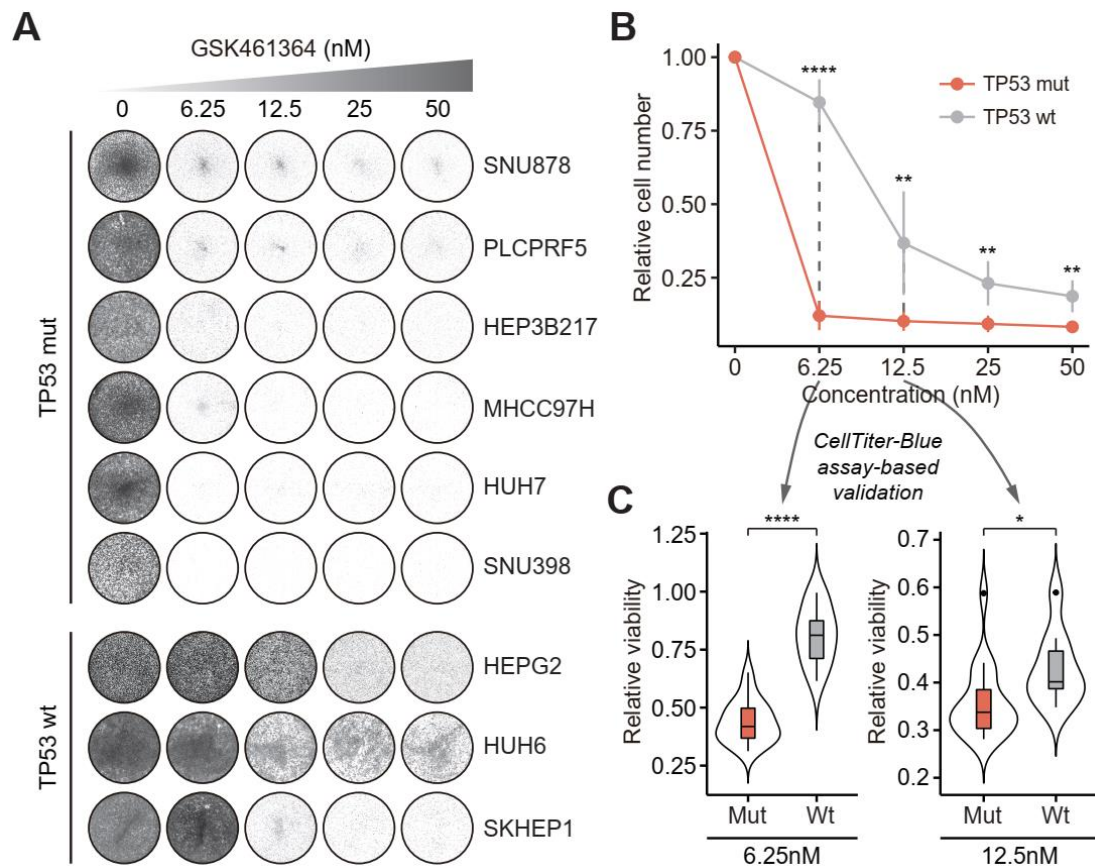 A
GSK461364 (nM)
0 6.25 12.5 25 50
TP53 mut
SNU878
PLCPRF5
HEP3B217
MHCC97H
HUH7
SNU398
TP53 wt
HEPG2
HUH6
SKHEP1
B
Relative cell number
1.00
0.75
0.50
0.25
****
**
**
**
TP53 mut
TP53 wt
0 6.25 12.5 25 50
Concentration (nM)
CellTiter-Blue
assay-based
validation
C
Relative viability
1.25
1.00
0.75
0.50
0.25
****
Mut Wt
6.25nM
Relative viability
0.7
0.6
0.5
0.4
0.3
0.2
*
Mut Wt
12.5nM